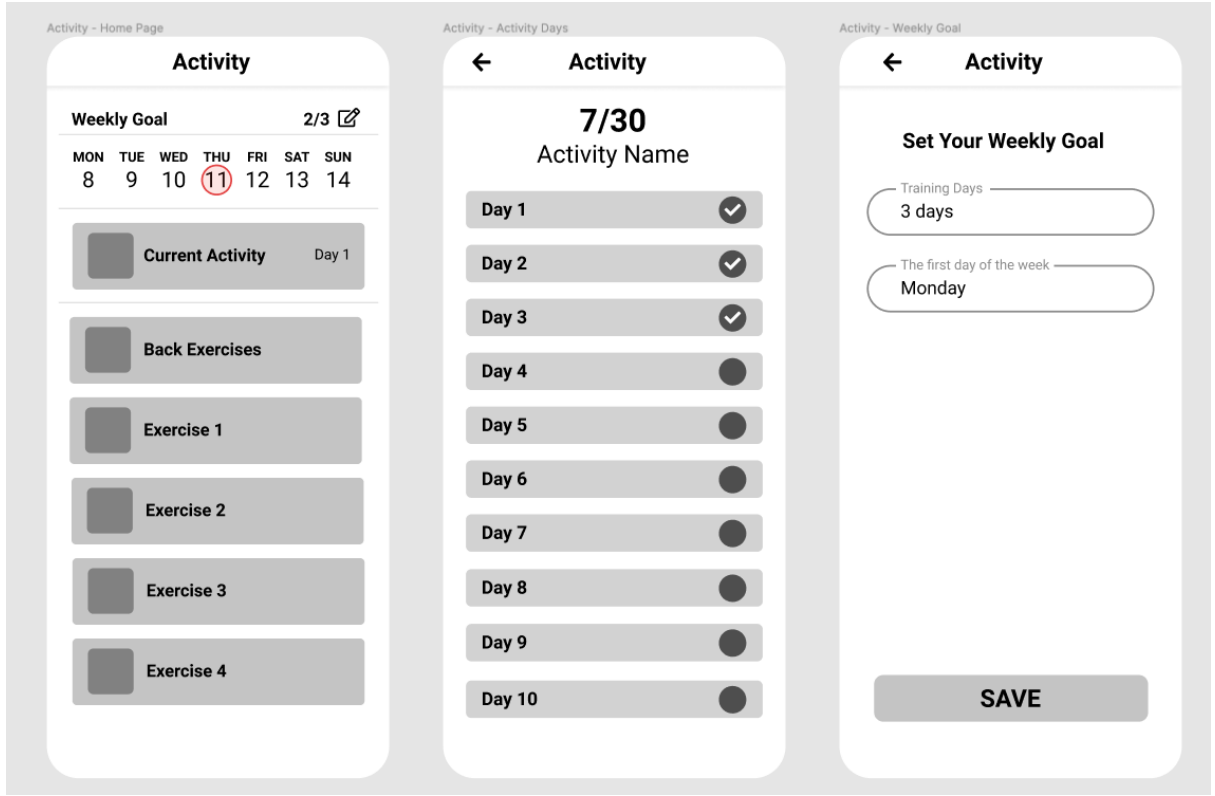 Activity - Home Page
Activity
Weekly Goal 2/3
MON TUE WED THU FRI SAT SUN
8 9 10 11 12 13 14
Current Activity Day 1
Back Exercises
Exercise 1
Exercise 2
Exercise 3
Exercise 4
Activity - Activity Days
Activity
7/30
Activity Name
Day 1
Day 2
Day 3
Day 4
Day 5
Day 6
Day 7
Day 8
Day 9
Day 10
Activity - Weekly Goal
Activity
Set Your Weekly Goal
Training Days
3 days
The first day of the week
Monday
SAVE